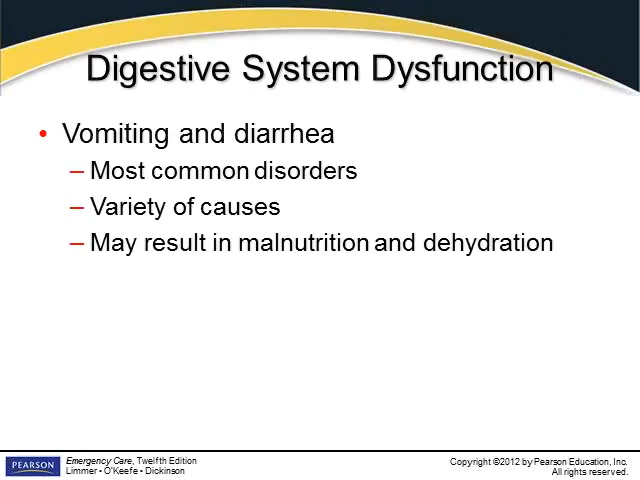 Digestive System Dysfunction
• Vomiting and diarrhea
– Most common disorders
– Variety of causes
– May result in malnutrition and dehydration
PEARSON
Emergency Care, Twelfth Edition
Limmer • O'Keefe • Dickinson
Copyright ©2012 by Pearson Education, Inc.
All rights reserved.